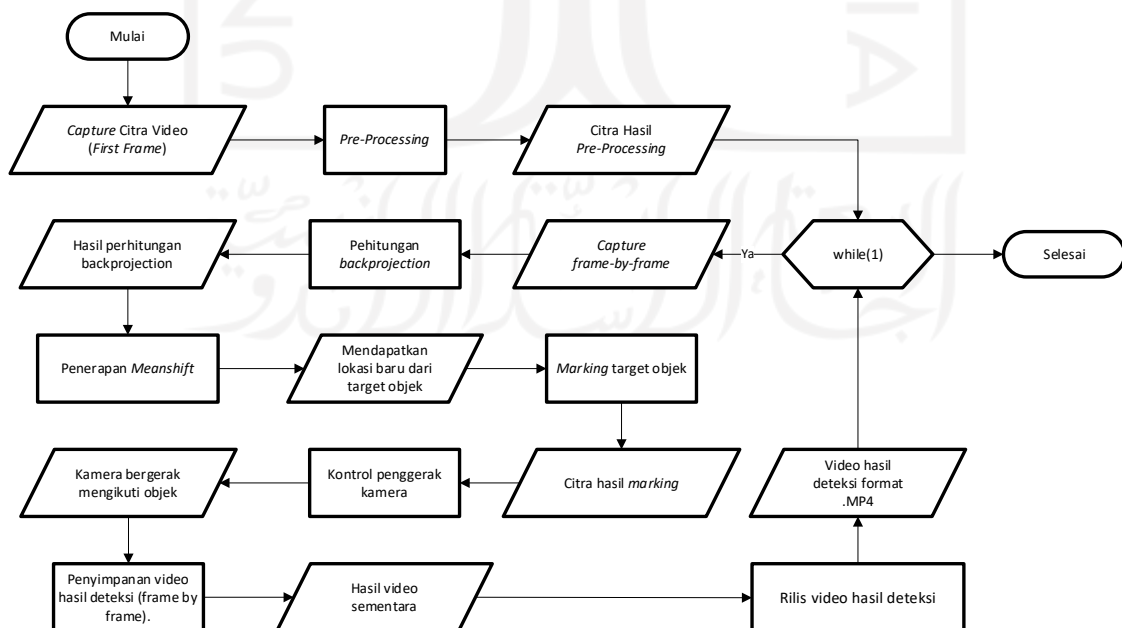 Mulai
Capture Citra Video
(First Frame)
Pre-Processing
Citra Hasil
Pre-Processing
Hasil perhitungan
backprojection
Pehitungan
backprojection
Capture
frame-by-frame
Ya
while(1)
Selesai
Penerapan Meanshift
Mendapatkan
lokasi baru dari
target objek
Marking target objek
Kamera bergerak
mengikuti objek
Kontrol penggerak
kamera
Citra hasil marking
Video hasil
deteksi format
.MP4
Penyimpanan video
hasil deteksi (frame by
frame).
Hasil video
sementara
Rilis video hasil deteksi